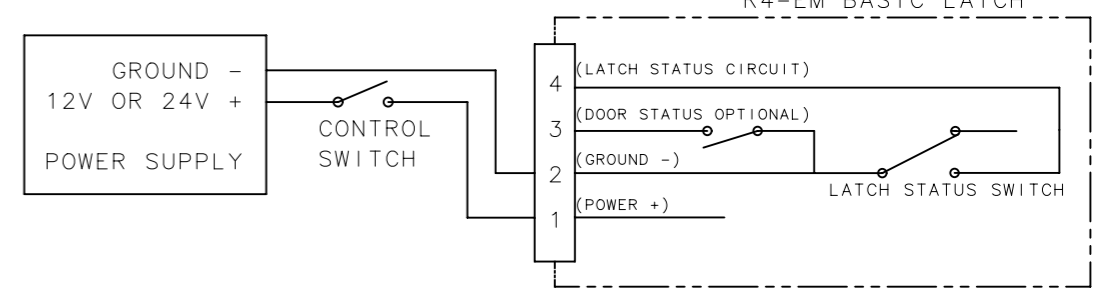 R4-EM BASIC LATCH
GROUND -
12V OR 24V +
POWER SUPPLY
CONTROL
SWITCH
4
(LATCH STATUS CIRCUIT)
3
(DOOR STATUS OPTIONAL)
2
(GROUND -)
1
(POWER +)
LATCH STATUS SWITCH